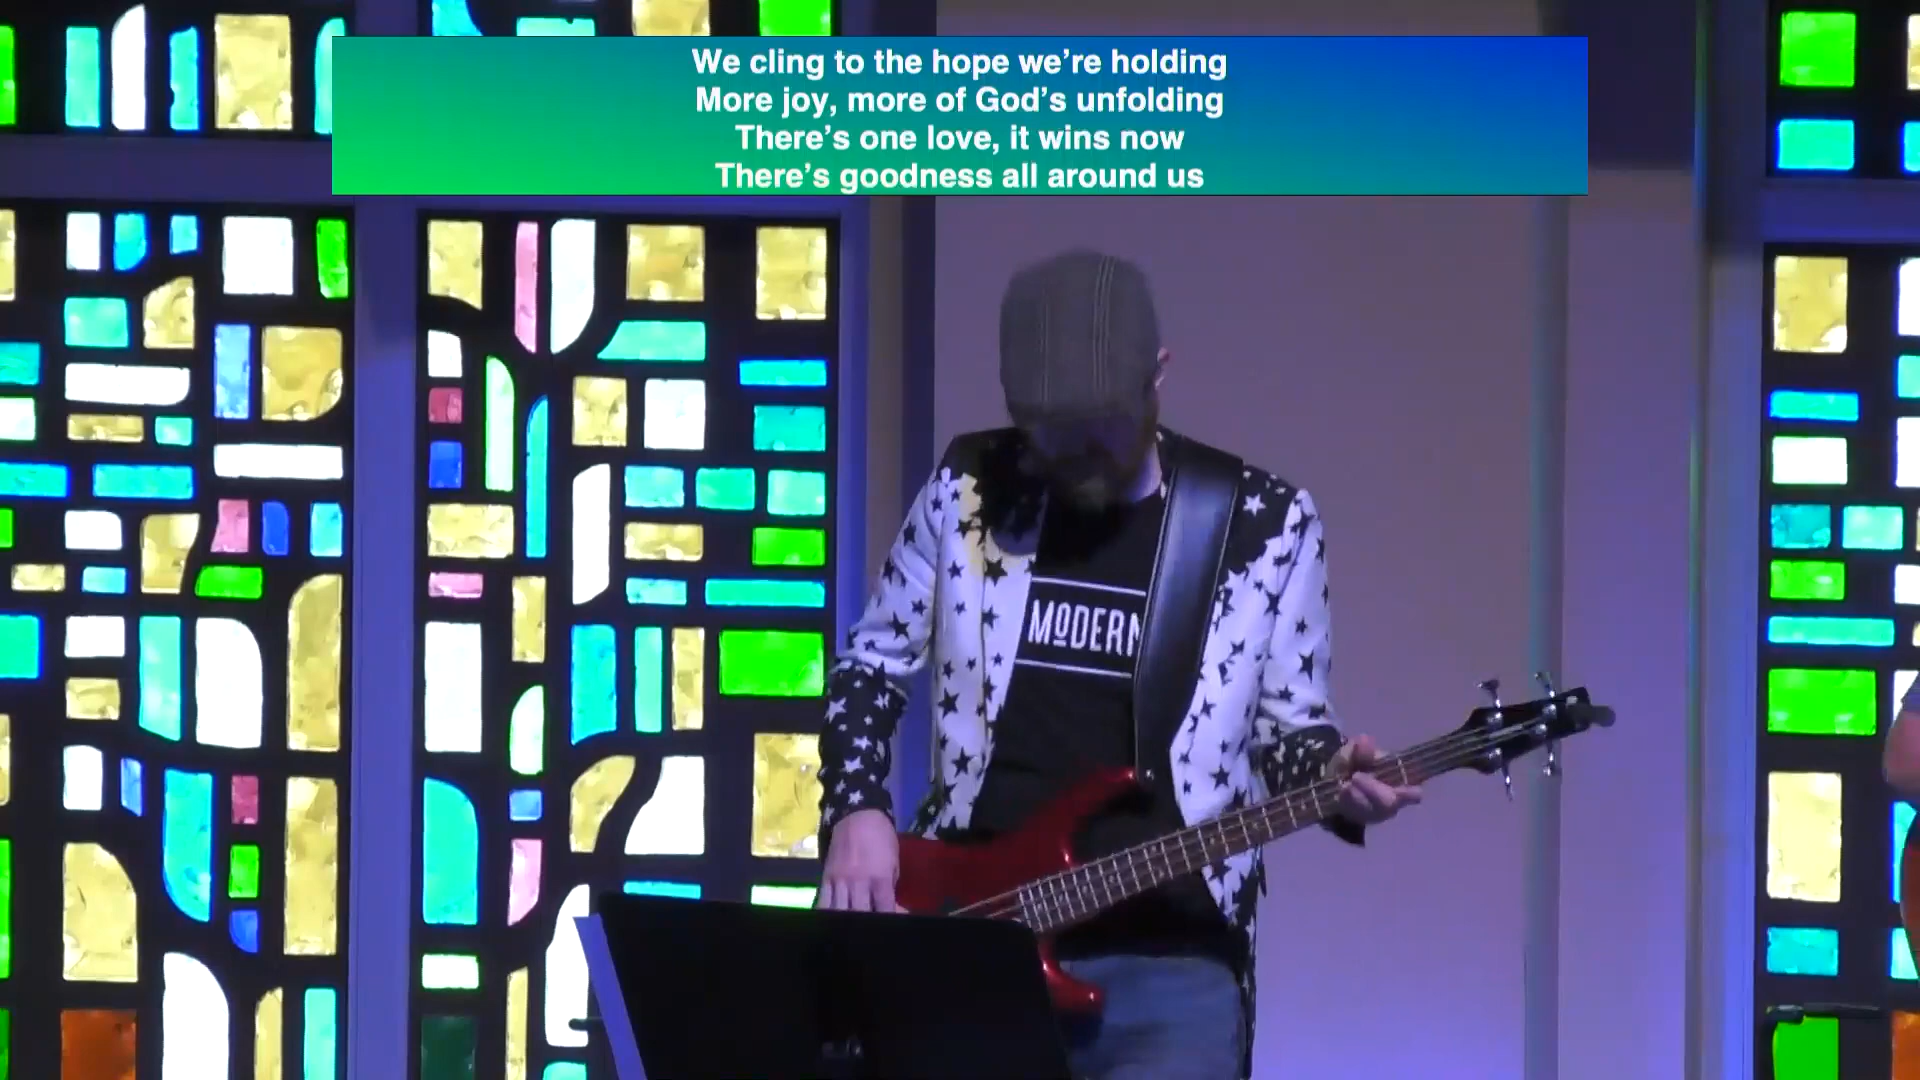 We cling to the hope we’re holding
More joy, more of God’s unfolding
There’s one love, it wins now
There’s goodness all around us
MODERN